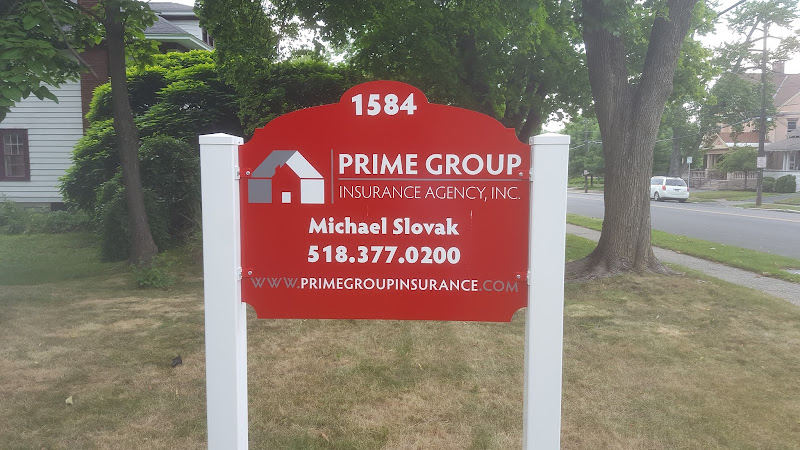 1584
PRIME GROUP
INSURANCE AGENCY, INC.
Michael Slovak
518.377.0200
WWW.PRIMEGROUPINSURANCE.COM